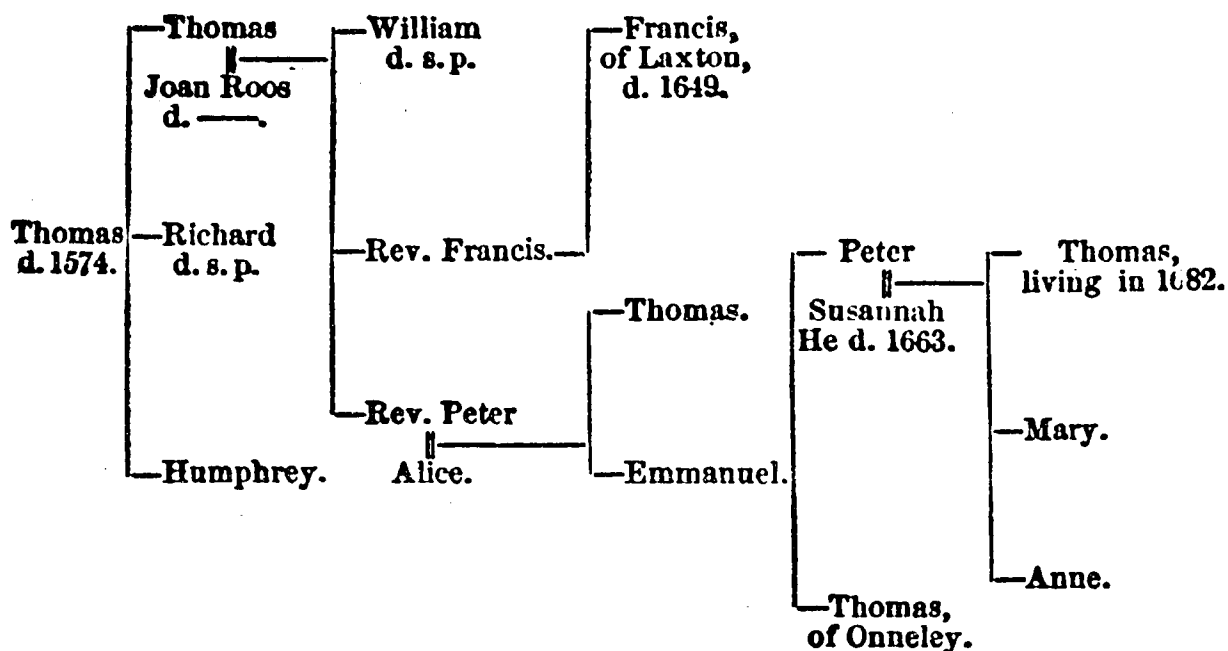 Thomas
d. 1574.
Thomas
Joan Roos
d. ——.
Richard
d. s. p.
Humphrey.
William
d. s. p.
Rev. Francis.
Rev. Peter
Alice.
Francis,
of Laxton,
d. 1649.
Thomas.
Emmanuel.
Peter
Susannah
He d. 1663.
Thomas,
of Onneley.
Thomas,
living in 1682.
Mary.
Anne.